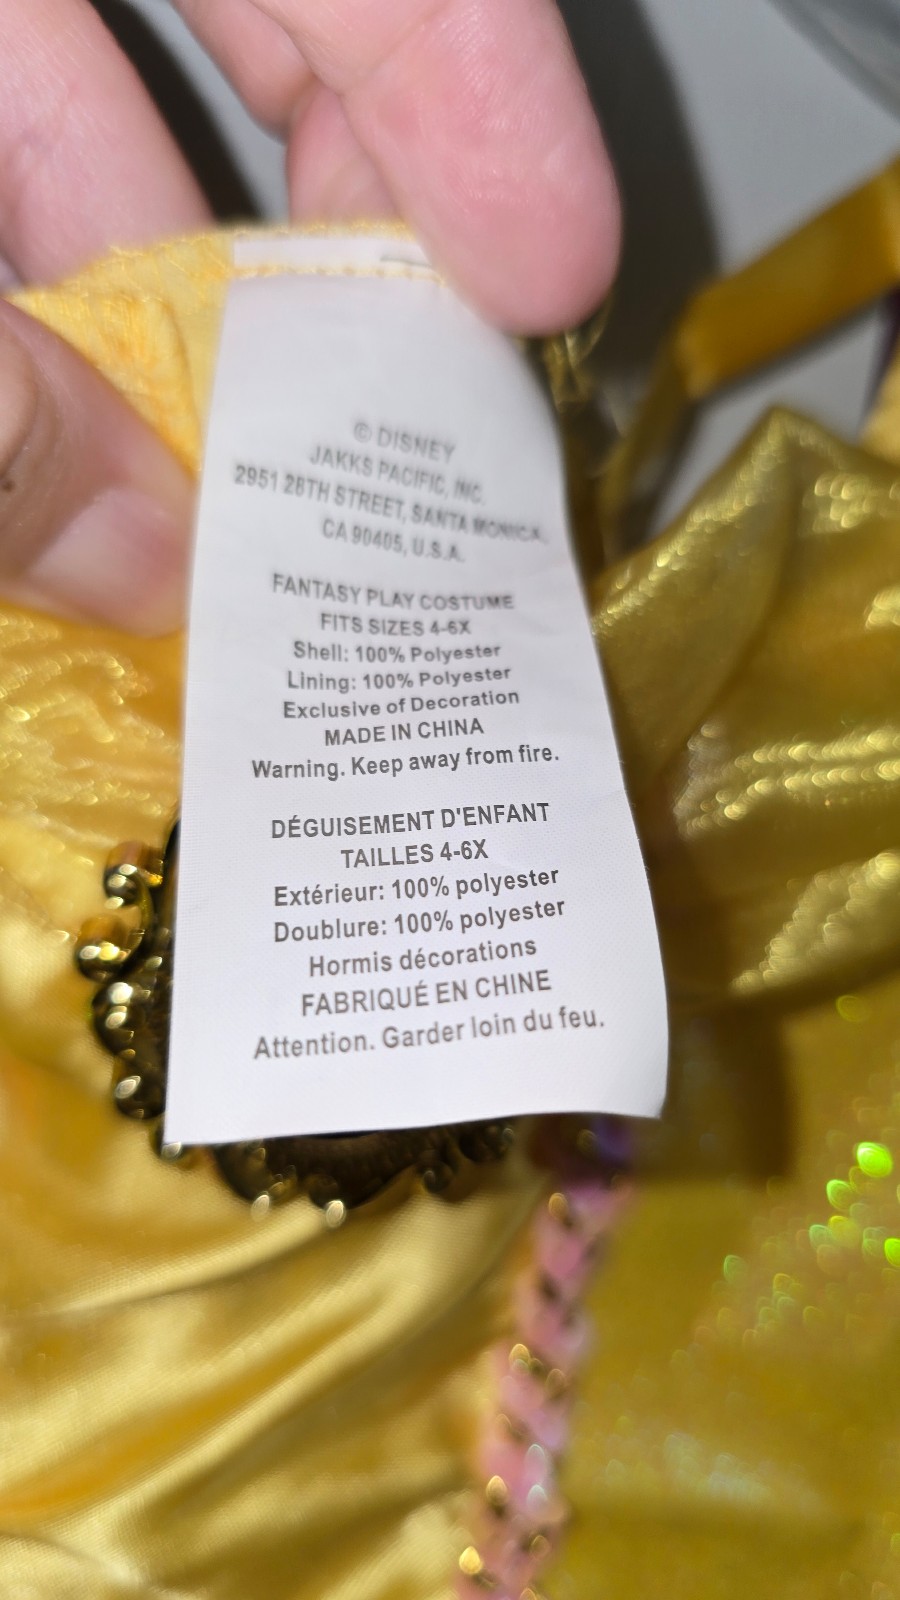 © DISNEY
JAKKS PACIFIC, INC.
2951 28TH STREET, SANTA MONICA,
CA 90405, U.S.A.
FANTASY PLAY COSTUME
FITS SIZES 4-6X
Shell: 100% Polyester
Lining: 100% Polyester
Exclusive of Decoration
MADE IN CHINA
Warning. Keep away from fire.
DÉGUISEMENT D'ENFANT
TAILLES 4-6X
Extérieur: 100% polyester
Doublure: 100% polyester
Hormis décorations
FABRIQUÉ EN CHINE
Attention. Garder loin du feu.